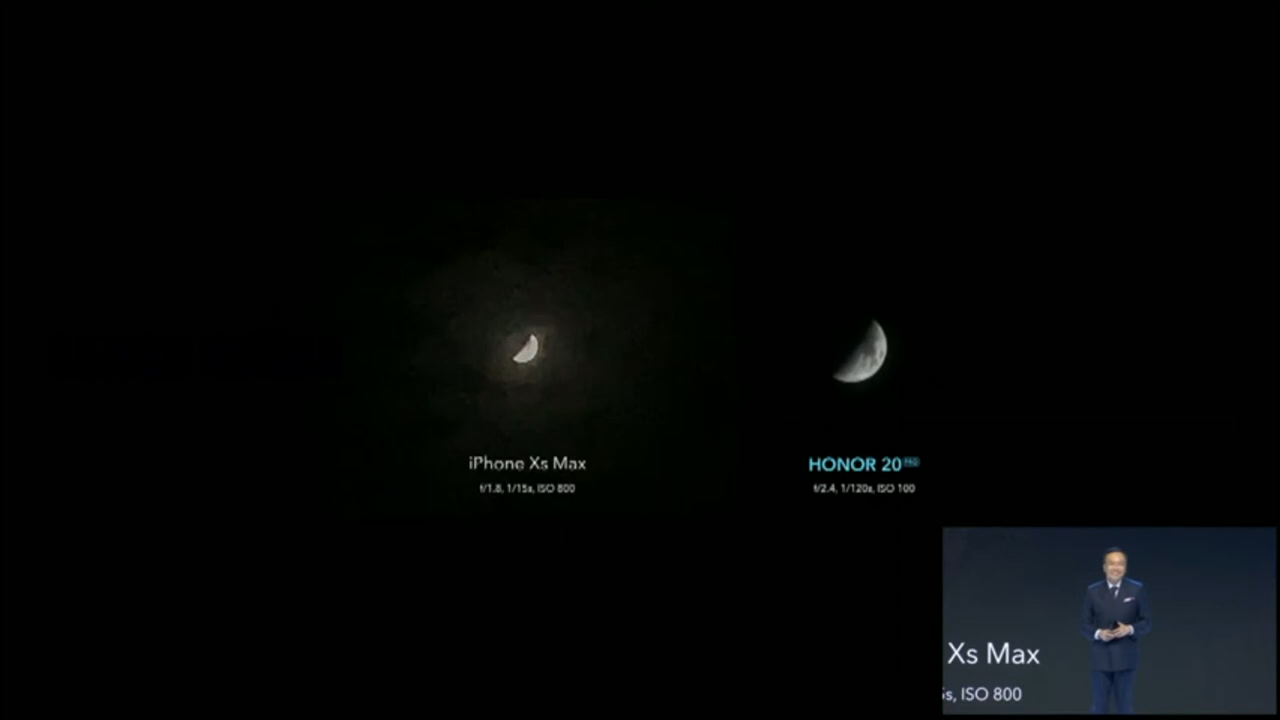 iPhone Xs Max
f/1.8, 1/15s, ISO 800
HONOR 20 PRO
f/2.4, 1/120s, ISO 100
Xs Max
s, ISO 800